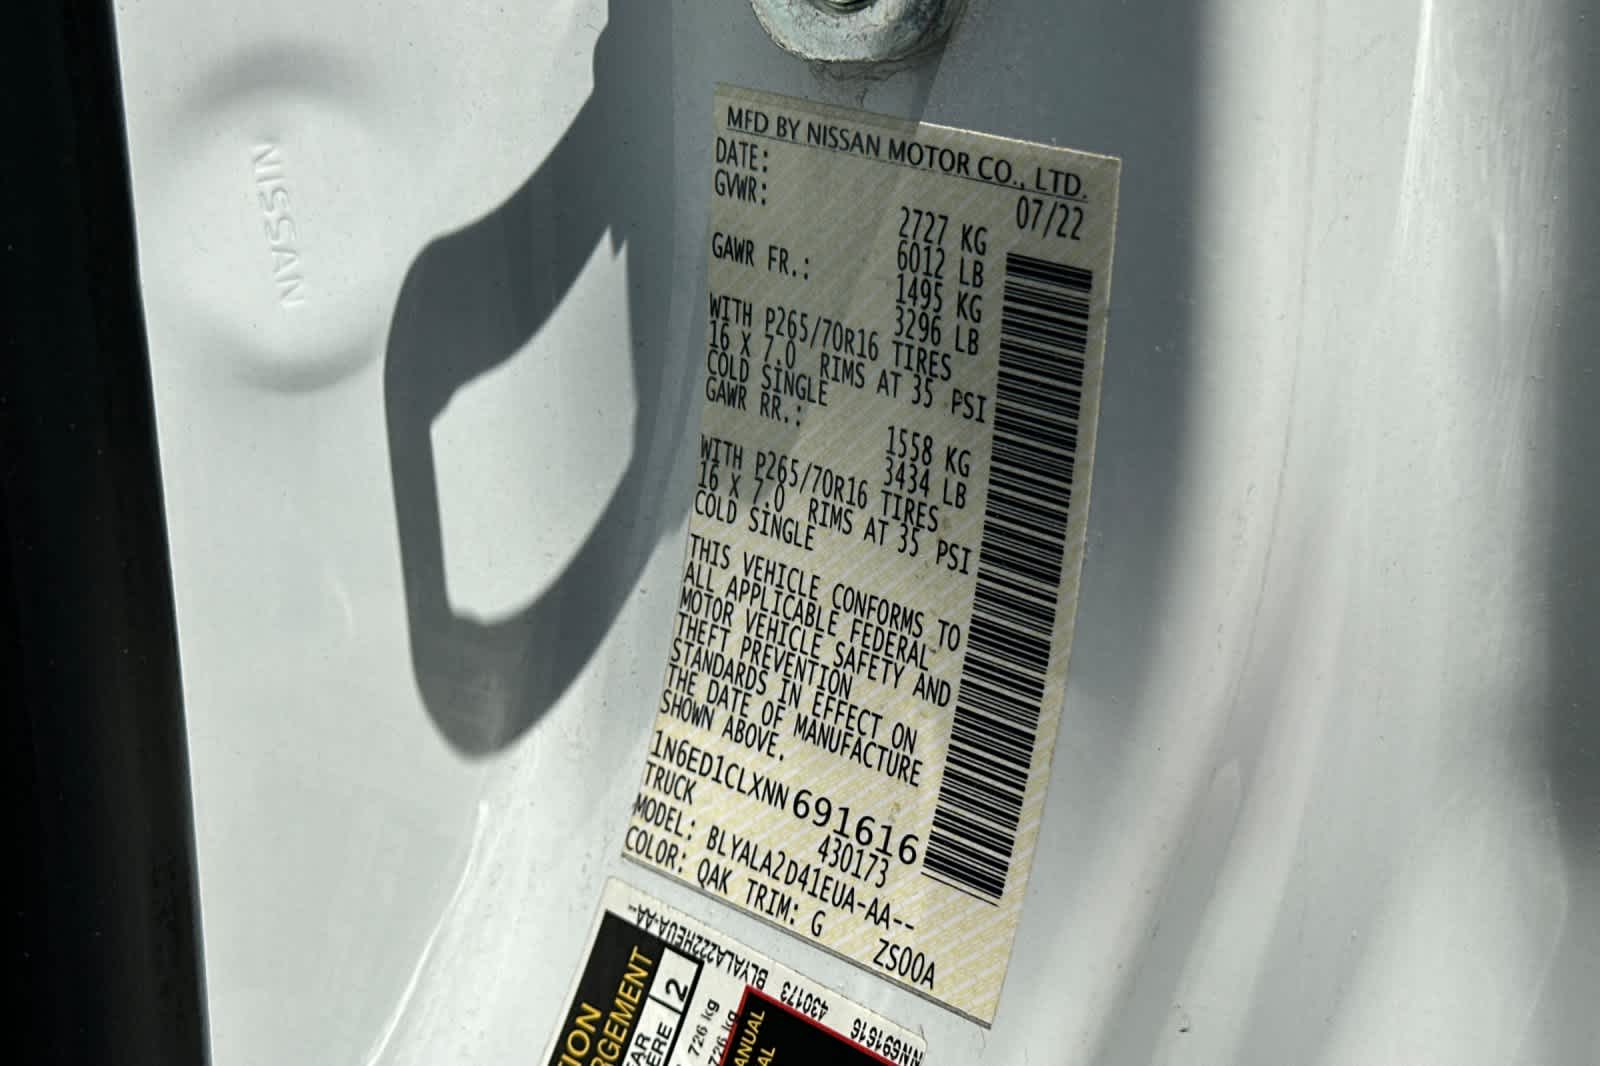 NISSAN
MFD BY NISSAN MOTOR CO., LTD.
DATE: 07/22
GVWR: 2727 KG
6012 LB
GAWR FR.: 1495 KG
3296 LB
WITH P265/70R16 TIRES
16 X 7.0 RIMS AT 35 PSI
COLD SINGLE
GAWR RR.: 1558 KG
3434 LB
WITH P265/70R16 TIRES
16 X 7.0 RIMS AT 35 PSI
COLD SINGLE
THIS VEHICLE CONFORMS TO
ALL APPLICABLE FEDERAL
MOTOR VEHICLE SAFETY AND
THEFT PREVENTION
STANDARDS IN EFFECT ON
THE DATE OF MANUFACTURE
SHOWN ABOVE.
1N6ED1CLXNN691616
TRUCK 430173
MODEL: BLYALA2D41EUA-AA--
COLOR: QAK TRIM: G ZS00A
BLYALA222HEUA-AA-- 430173 NN691616
2
726 kg
726 kg